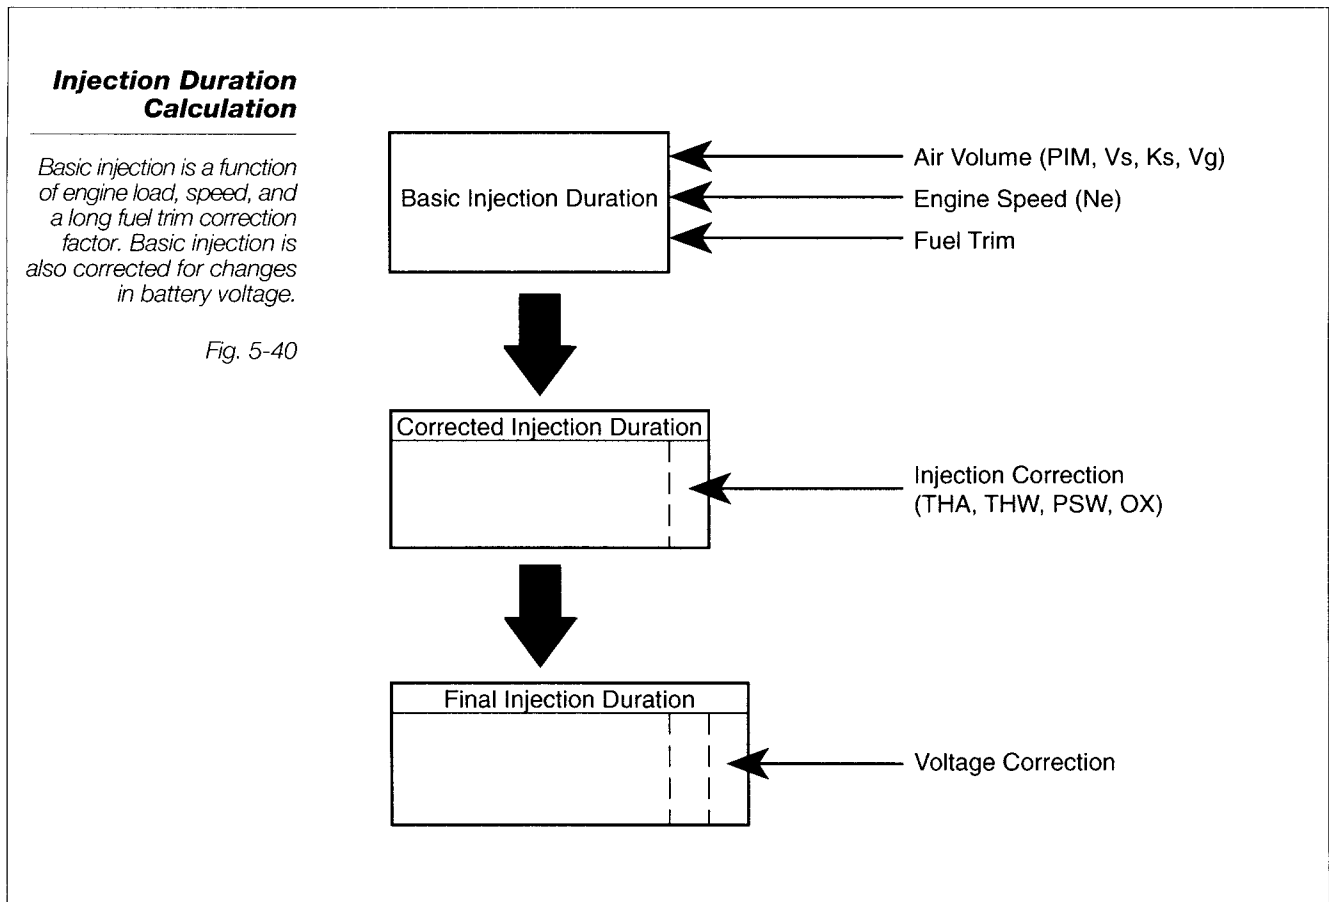 Injection Duration
Calculation
Basic injection is a function
of engine load, speed, and
a long fuel trim correction
factor. Basic injection is
also corrected for changes
in battery voltage.
Fig. 5-40
Basic Injection Duration
Air Volume (PIM, Vs, Ks, Vg)
Engine Speed (Ne)
Fuel Trim
Corrected Injection Duration
Injection Correction
(THA, THW, PSW, OX)
Final Injection Duration
Voltage Correction